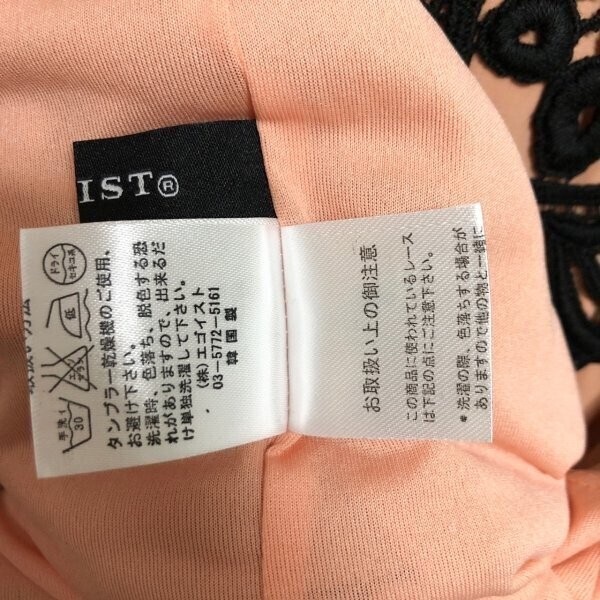 IST®
取扱い方法
手洗イ
30
エンソ
サラシ
低
ドライ
セキユ系
タンブラー乾燥機のご使用。
お避け下さい。
洗濯時、色落ち、脱色する恐
れがありますので、出来るだ
け単独洗濯して下さい。
(株)エゴイスト
03-5772-5161
韓国製
お取扱い上の御注意
この商品に使われているレース
は下記の点にご注意下さい。
*洗濯の際、色落ちする場合が
ありますので他の物と一緒に